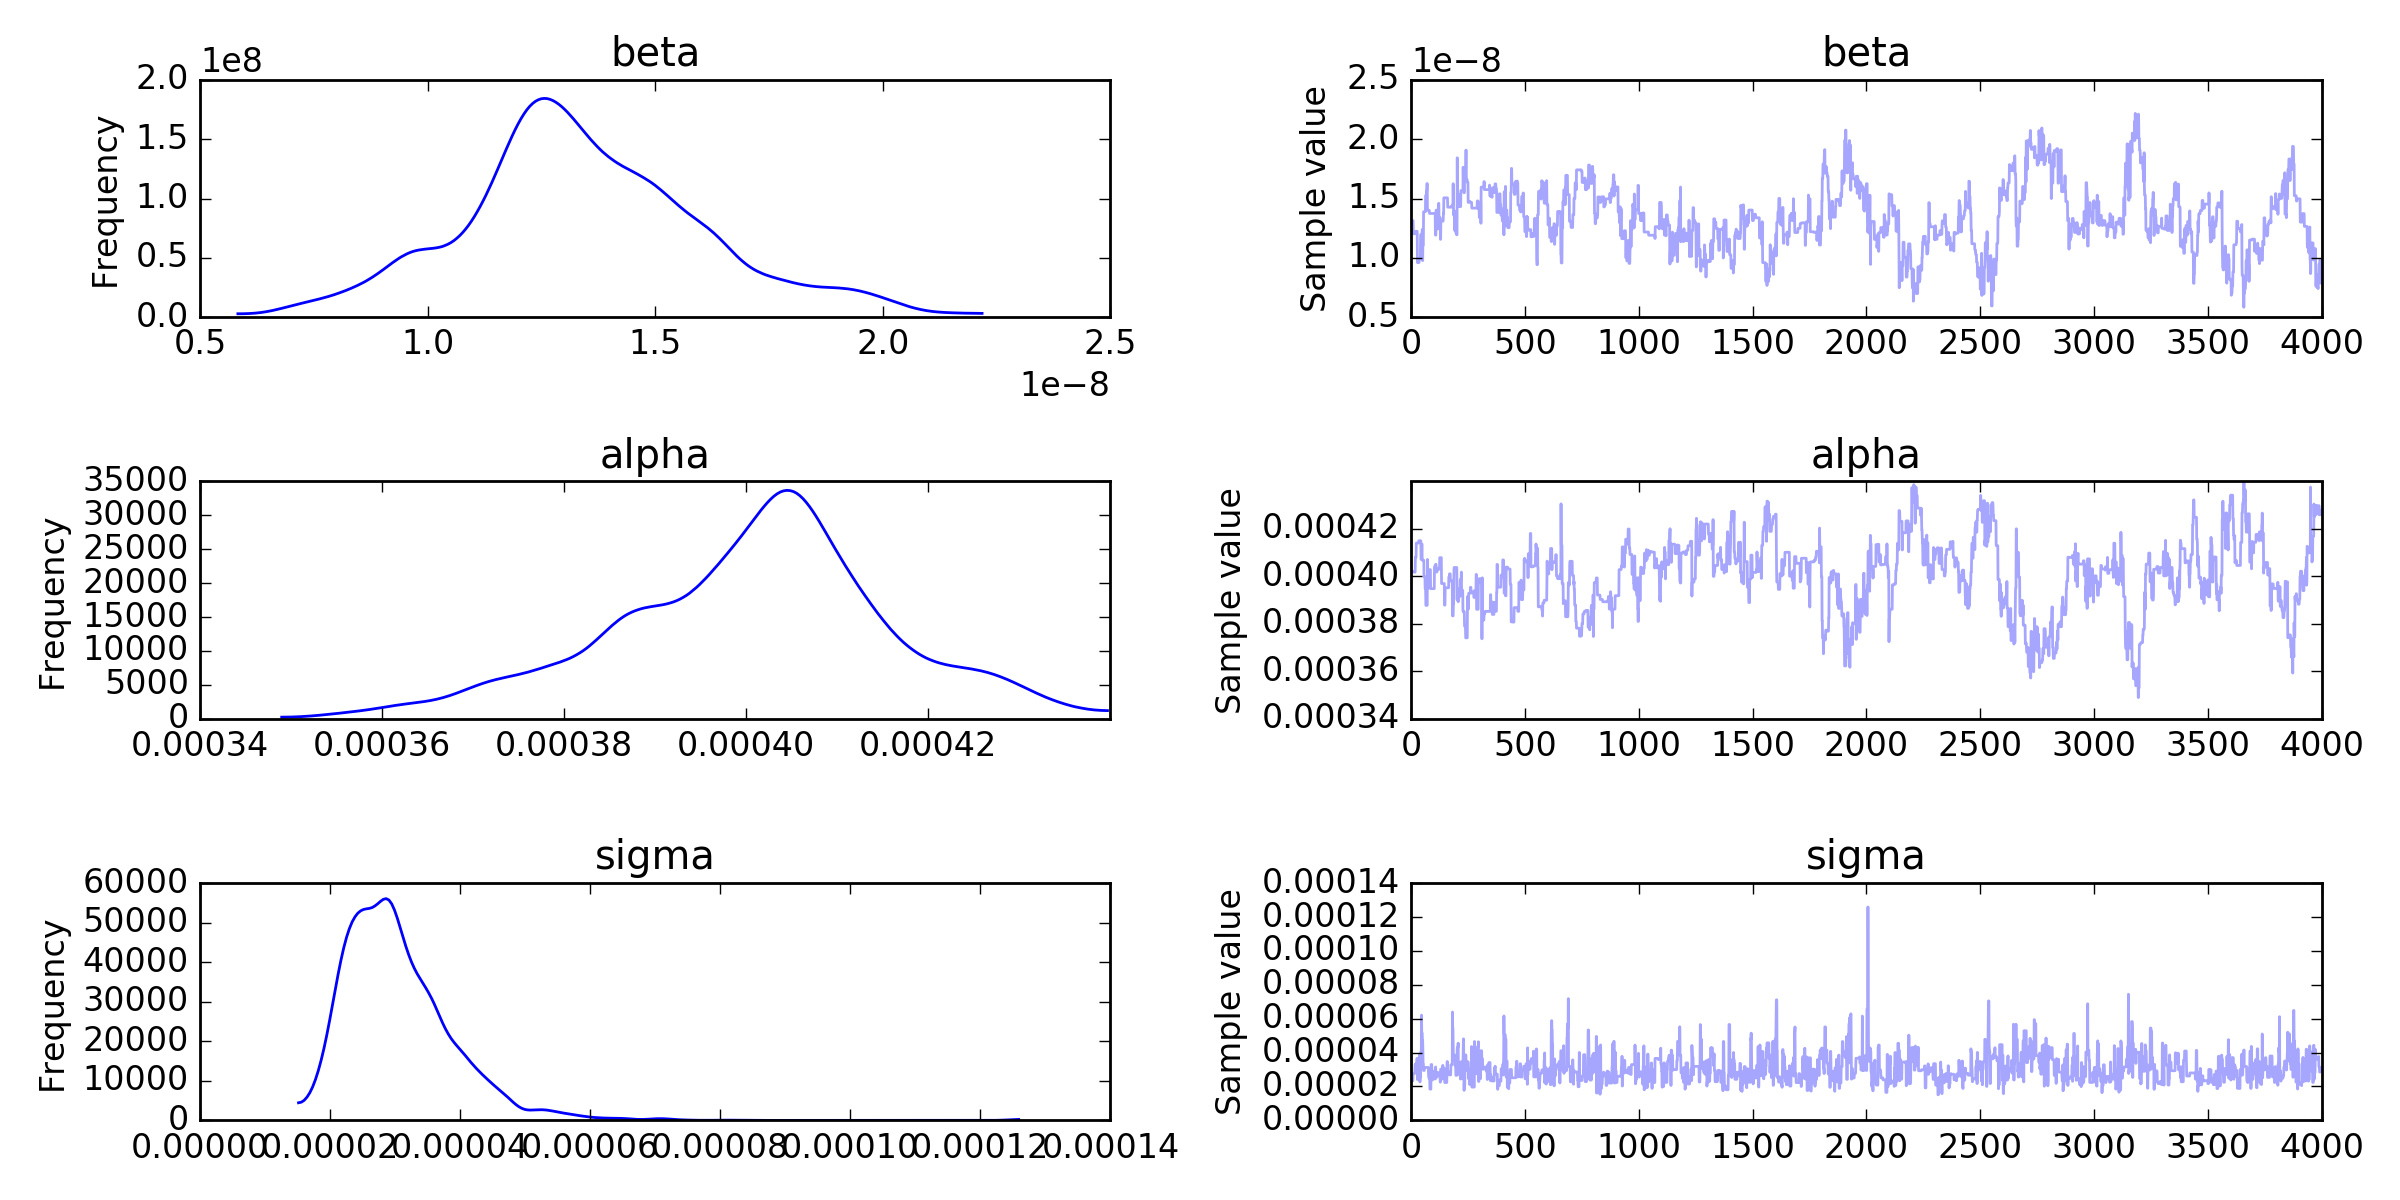 beta
1e8
2.0
1.5
1.0
0.5
0.0
Frequency
0.5 1.0 1.5 2.0 2.5
1e−8
beta
1e−8
2.5
2.0
1.5
1.0
0.5
Sample value
0 500 1000 1500 2000 2500 3000 3500 4000
alpha
35000
30000
25000
20000
15000
10000
5000
0
Frequency
0.00034 0.00036 0.00038 0.00040 0.00042
alpha
0.00042
0.00040
0.00038
0.00036
0.00034
Sample value
0 500 1000 1500 2000 2500 3000 3500 4000
sigma
60000
50000
40000
30000
20000
10000
0
Frequency
0.00000 0.00002 0.00004 0.00006 0.00008 0.00010 0.00012 0.00014
sigma
0.00014
0.00012
0.00010
0.00008
0.00006
0.00004
0.00002
0.00000
Sample value
0 500 1000 1500 2000 2500 3000 3500 4000